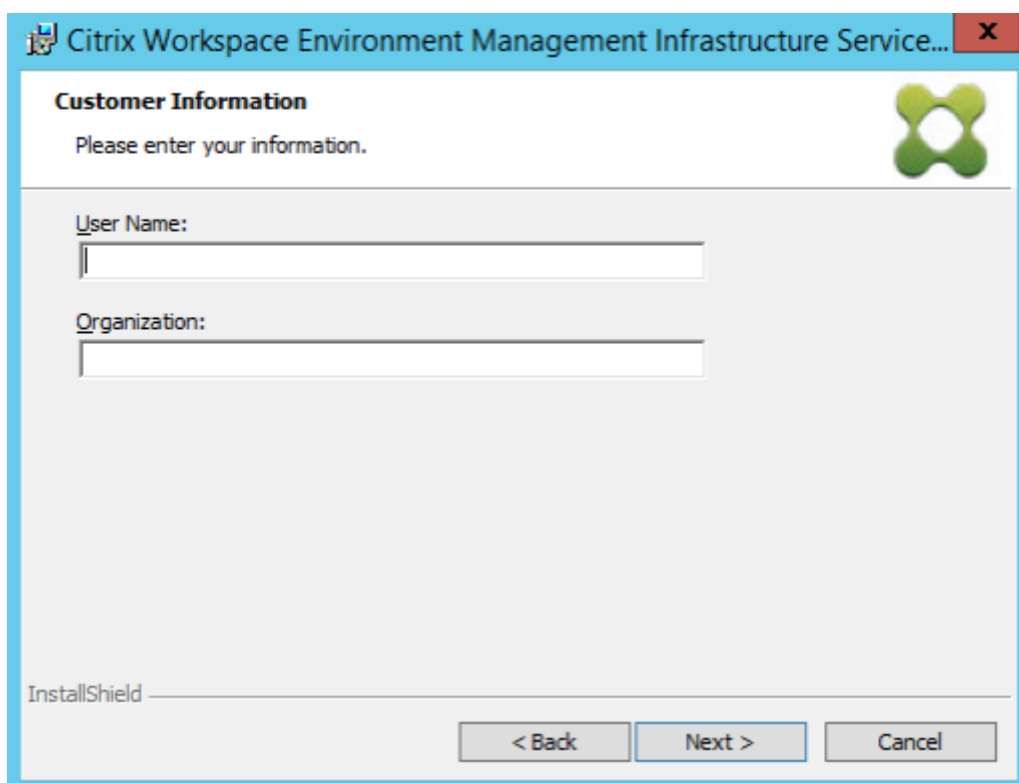 Citrix Workspace Environment Management Infrastructure Service...
x
Customer Information
Please enter your information.
User Name:
Organization:
InstallShield
< Back
Next >
Cancel